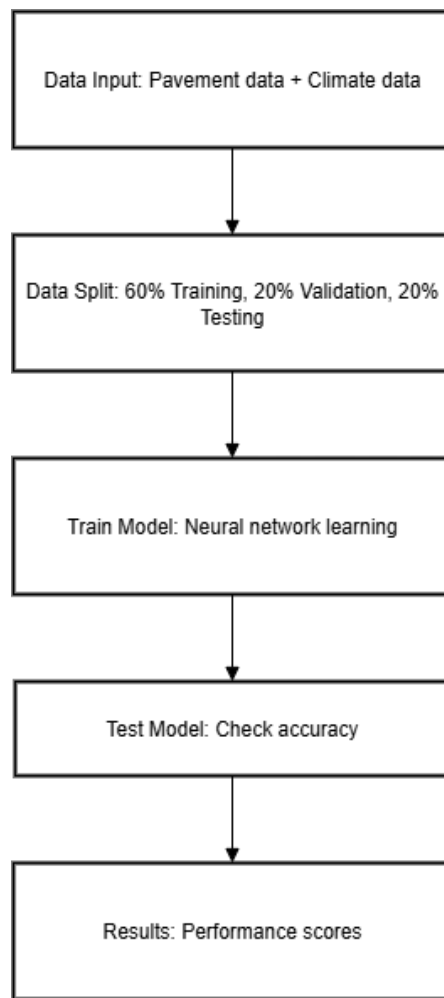 Data Input: Pavement data + Climate data
Data Split: 60% Training, 20% Validation, 20%
Testing
Train Model: Neural network learning
Test Model: Check accuracy
Results: Performance scores